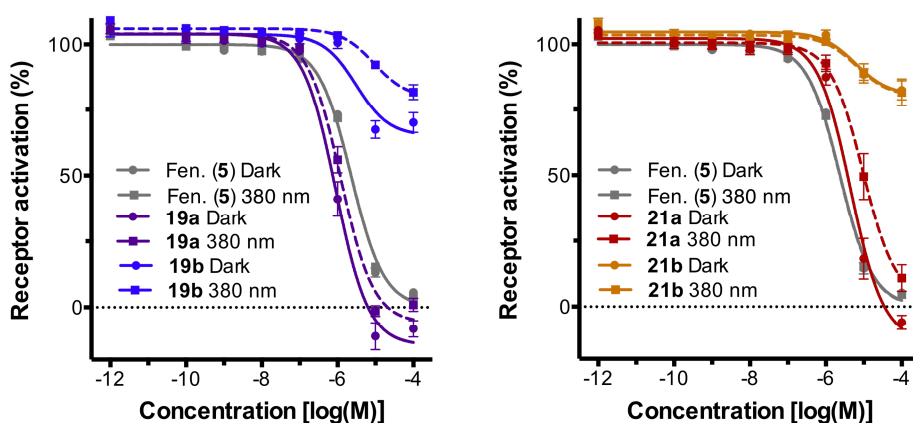 Receptor activation (%)
100
50
0
Fen. (5) Dark
Fen. (5) 380 nm
19a Dark
19a 380 nm
19b Dark
19b 380 nm
-12 -10 -8 -6 -4
Concentration [log(M)]
Receptor activation (%)
100
50
0
Fen. (5) Dark
Fen. (5) 380 nm
21a Dark
21a 380 nm
21b Dark
21b 380 nm
-12 -10 -8 -6 -4
Concentration [log(M)]